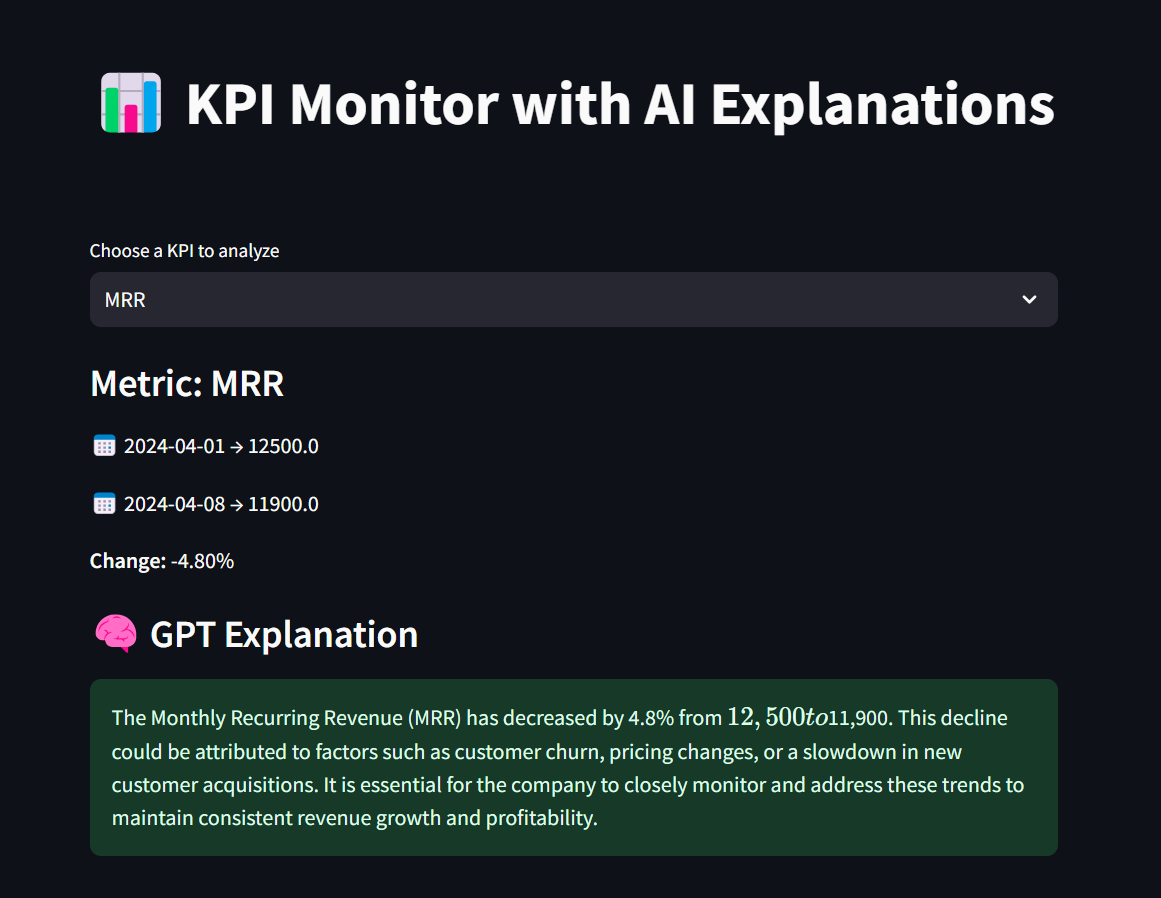 KPI Monitor with AI Explanations
Choose a KPI to analyze
MRR
Metric: MRR
2024-04-01 → 12500.0
2024-04-08 → 11900.0
Change: -4.80%
GPT Explanation
The Monthly Recurring Revenue (MRR) has decreased by 4.8% from 12, 500to11,900. This decline
could be attributed to factors such as customer churn, pricing changes, or a slowdown in new
customer acquisitions. It is essential for the company to closely monitor and address these trends to
maintain consistent revenue growth and profitability.